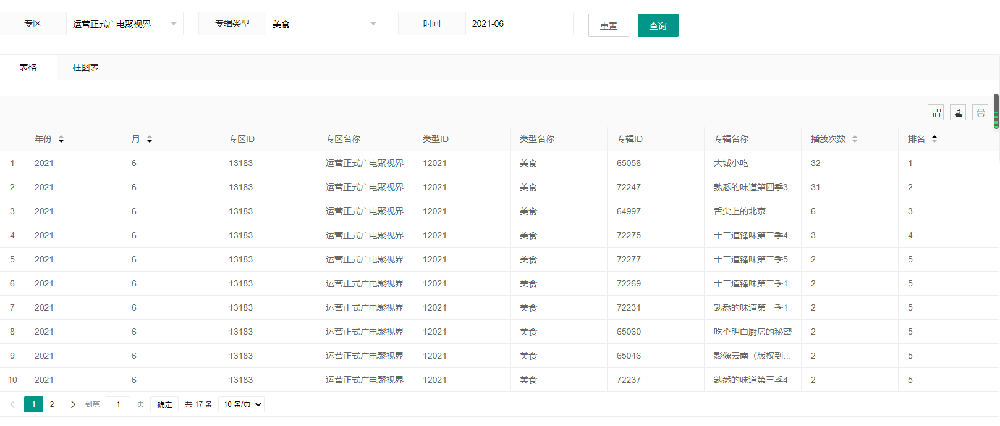 专区 运营正式广电聚视界 专辑类型 美食 时间 2021-06 重置 查询
表格 柱图表
年份 月 专区ID 专区名称 类型ID 类型名称 专辑ID 专辑名称 播放次数 排名
1 2021 6 13183 运营正式广电聚视界 12021 美食 65058 大城小吃 32 1
2 2021 6 13183 运营正式广电聚视界 12021 美食 72247 熟悉的味道第四季3 31 2
3 2021 6 13183 运营正式广电聚视界 12021 美食 64997 舌尖上的北京 6 3
4 2021 6 13183 运营正式广电聚视界 12021 美食 72275 十二道锋味第二季4 3 4
5 2021 6 13183 运营正式广电聚视界 12021 美食 72277 十二道锋味第二季5 2 5
6 2021 6 13183 运营正式广电聚视界 12021 美食 72269 十二道锋味第二季1 2 5
7 2021 6 13183 运营正式广电聚视界 12021 美食 72231 熟悉的味道第三季1 2 5
8 2021 6 13183 运营正式广电聚视界 12021 美食 65060 吃个明白厨房的秘密 2 5
9 2021 6 13183 运营正式广电聚视界 12021 美食 65046 影像云南（版权到... 2 5
10 2021 6 13183 运营正式广电聚视界 12021 美食 72237 熟悉的味道第三季4 2 5
1 2 到第 1 页 确定 共 17 条 10 条/页